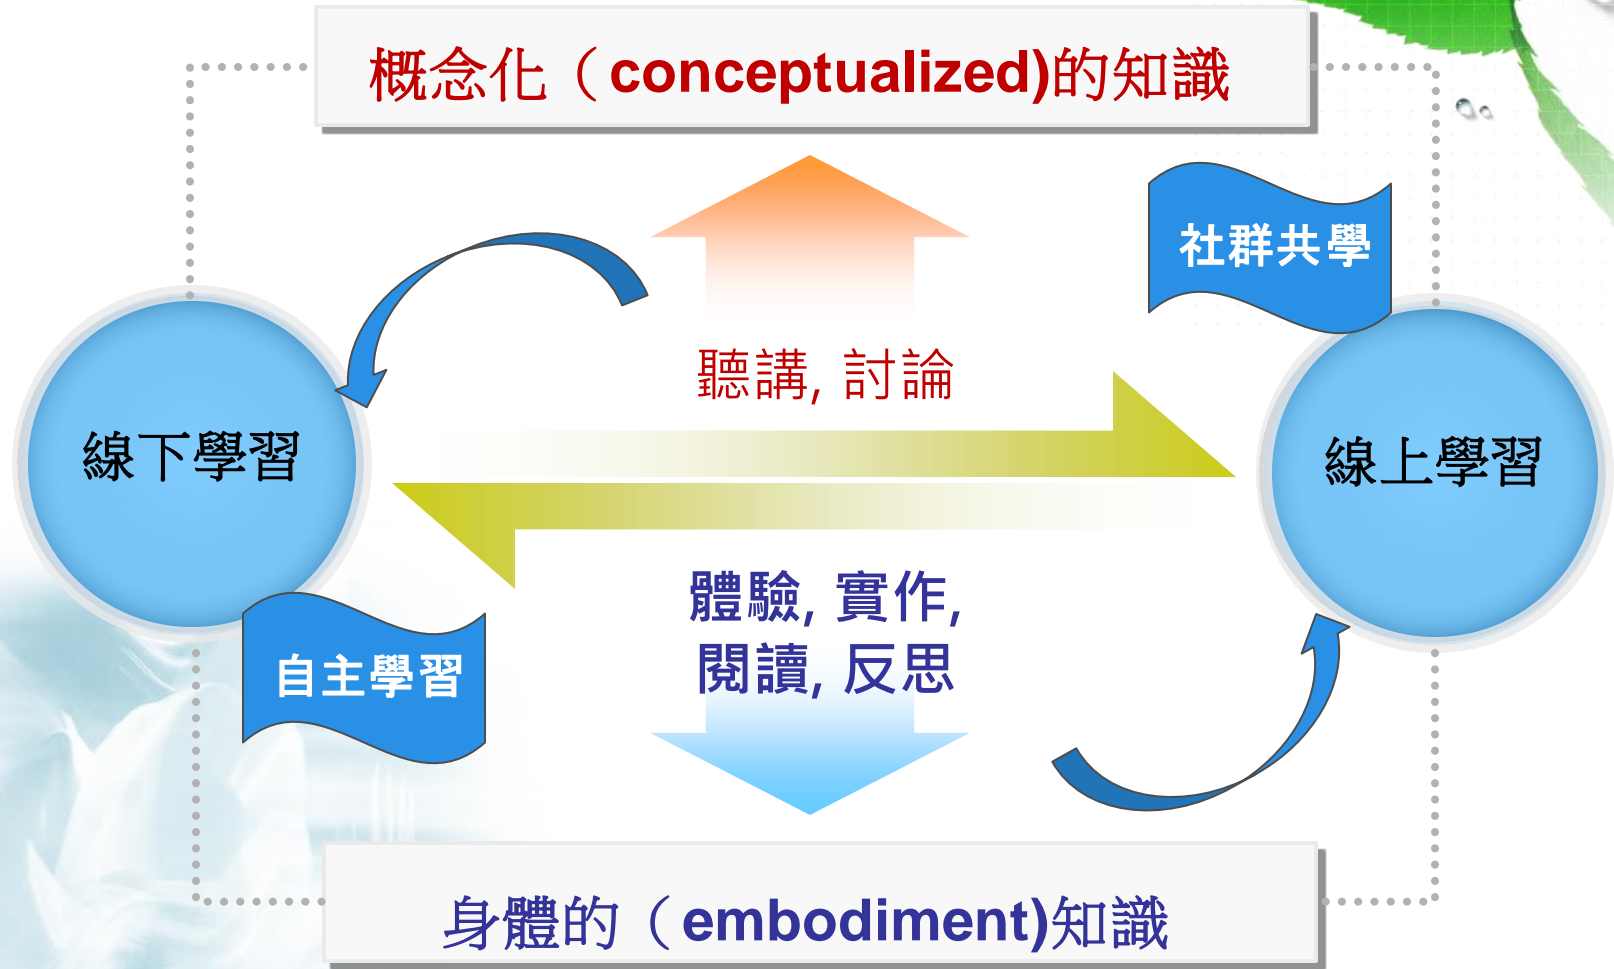 概念化（conceptualized)的知識
社群共學
聽講, 討論
線下學習
線上學習
體驗, 實作,
閱讀, 反思
自主學習
身體的（embodiment)知識